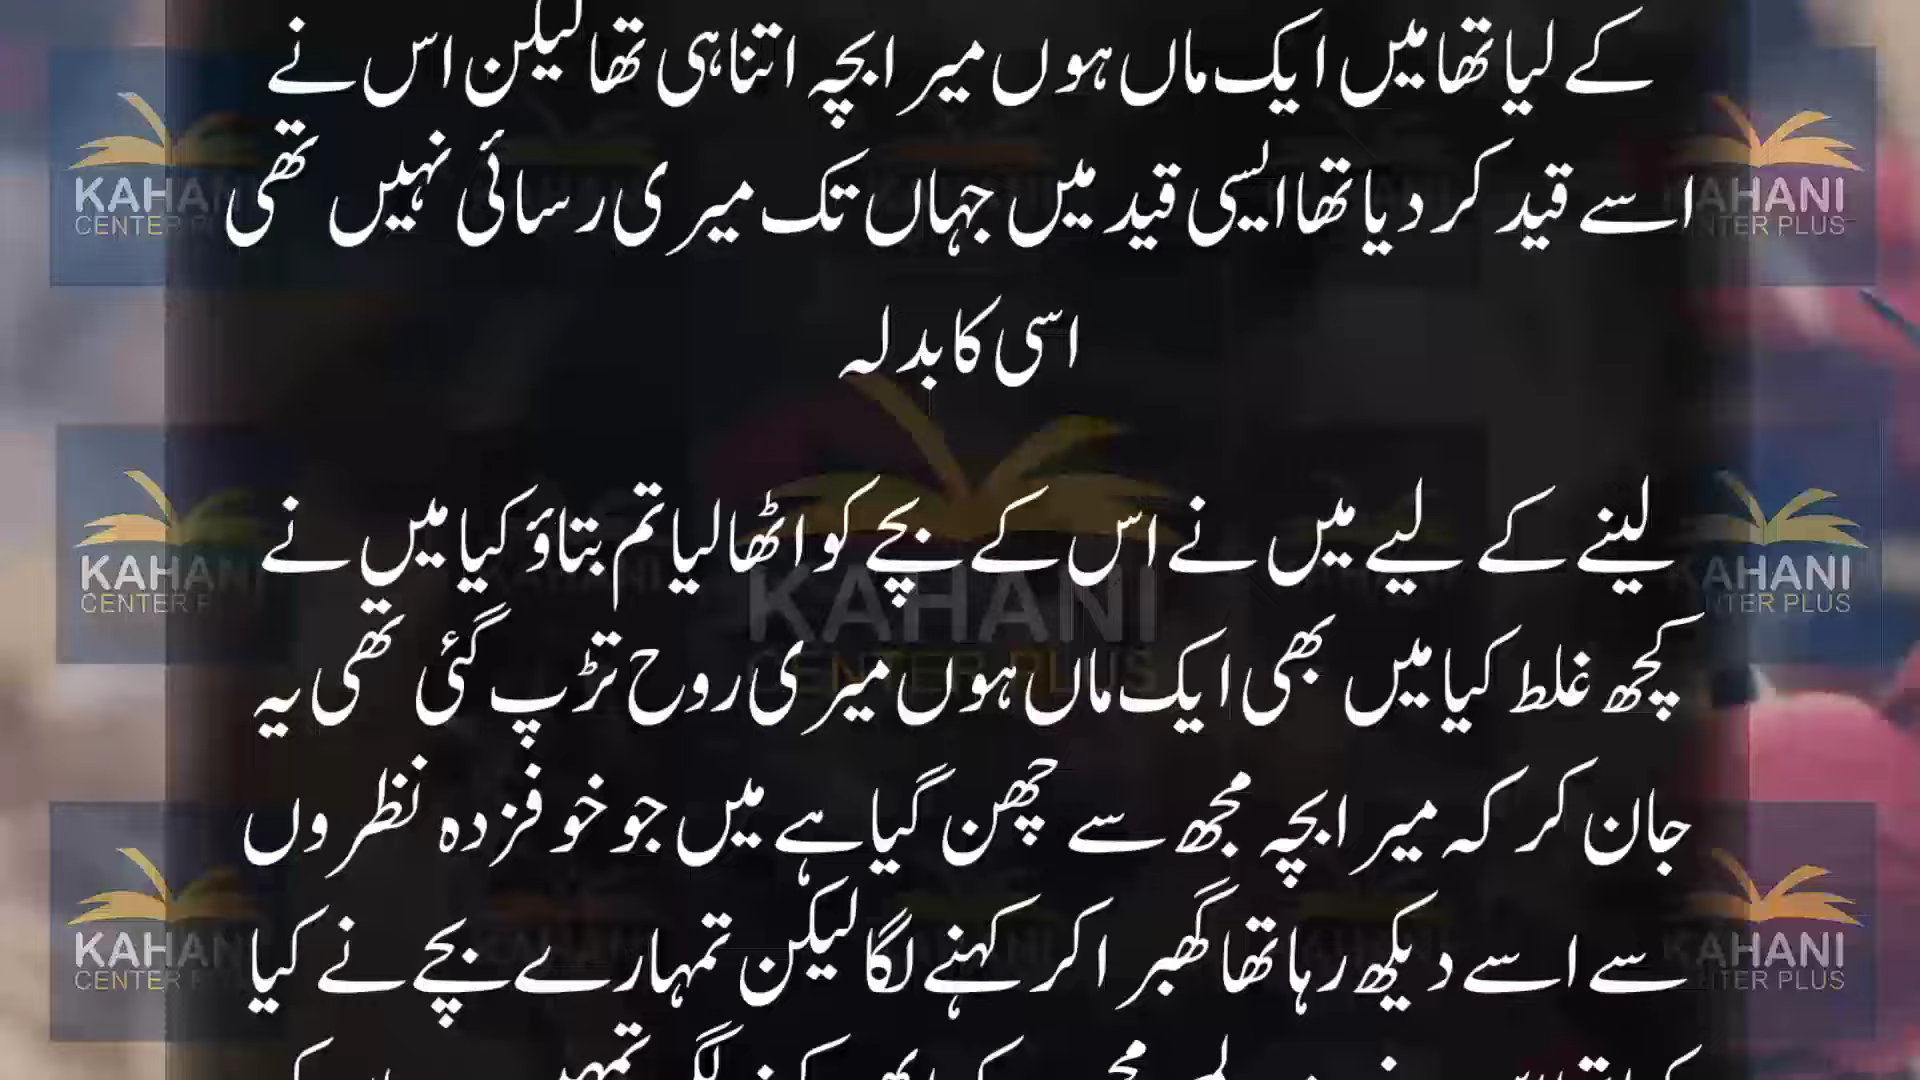 کے لیا تھا میں ایک ماں ہوں میرا بچہ اتنا ہی تھا لیکن اس نے
اسے قید کر دیا تھا ایسی قید میں جہاں تک میری رسائی نہیں تھی
اسی کا بدلہ
لینے کے لیے میں نے اس کے بچے کو اٹھا لیا تم بتاؤ کیا میں نے
کچھ غلط کیا میں بھی ایک ماں ہوں میری روح تڑپ گئی تھی یہ
جان کر کہ میرا بچہ مجھ سے چھن گیا ہے میں جو خوفزدہ نظروں
سے اسے دیکھ رہا تھا گھبرا کر کہنے لگا لیکن تمہارے بچے نے کیا
KAHANI
CENTER PLUS